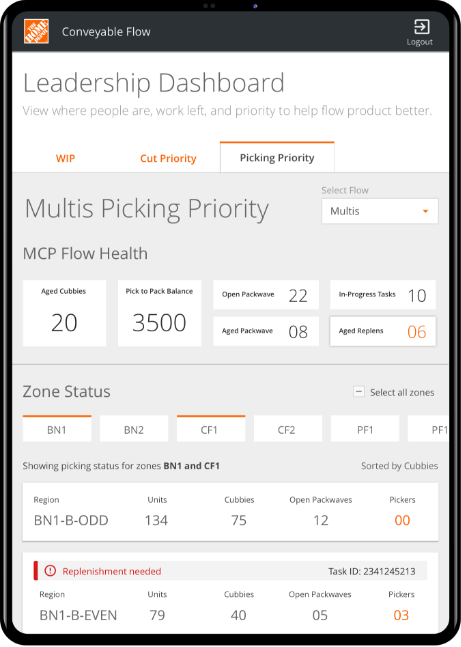 THE HOME DEPOT
Conveyable Flow
Logout
Leadership Dashboard
View where people are, work left, and priority to help flow product better.
WIP Cut Priority Picking Priority
Select Flow
Multis Picking Priority
Multis
MCP Flow Health
Aged Cubbies
20
Pick to Pack Balance
3500
Open Packwave 22
In-Progress Tasks 10
Aged Packwave 08
Aged Replens 06
Zone Status
Select all zones
BN1 BN2 CF1 CF2 PF1 PF1
Showing picking status for zones BN1 and CF1
Sorted by Cubbies
Region Units Cubbies Open Packwaves Pickers
BN1-B-ODD 134 75 12 00
Replenishment needed Task ID: 2341245213
Region Units Cubbies Open Packwaves Pickers
BN1-B-EVEN 79 40 05 03